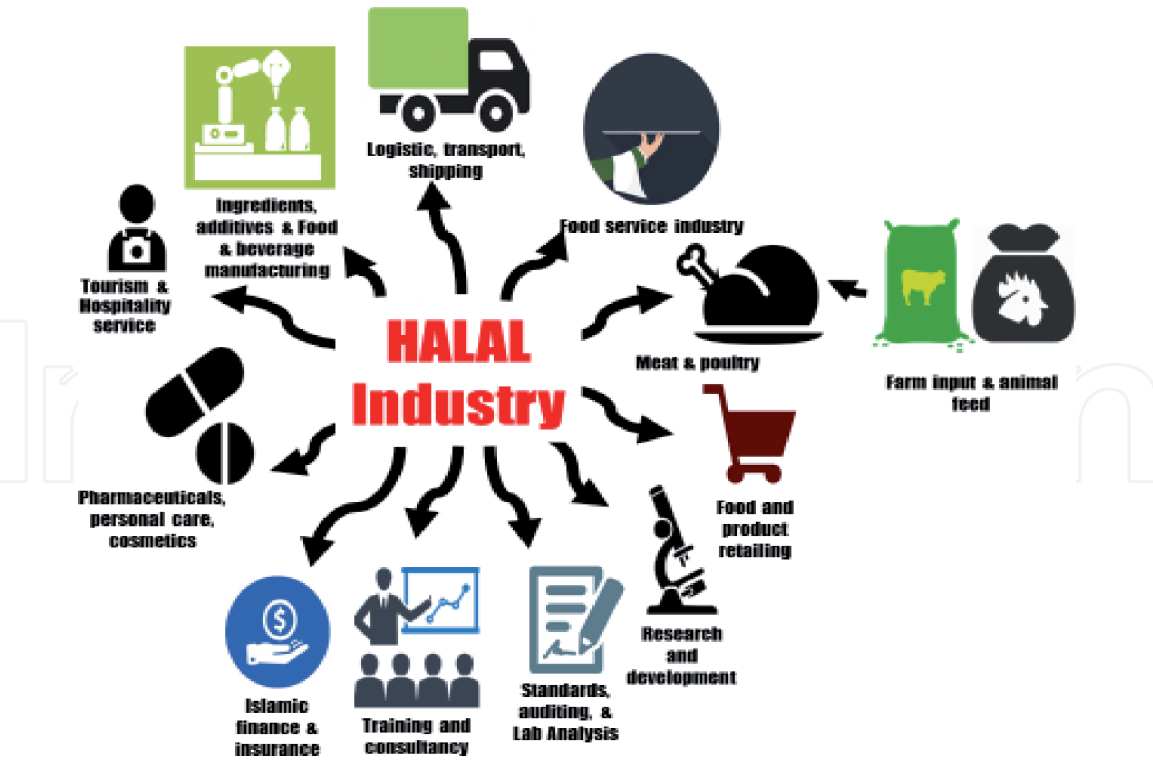 Logistic, transport,
shipping
Ingredients,
additives & Food
& beverage
manufacturing
Food service industry
Tourism &
Hospitality
service
HALAL
Industry
Meat & poultry
Farm input & animal
feed
Pharmaceuticals,
personal care,
cosmetics
Food and
product
retailing
Research
and
development
Islamic
finance &
insurance
Training and
consultancy
Standards,
auditing, &
Lab Analysis